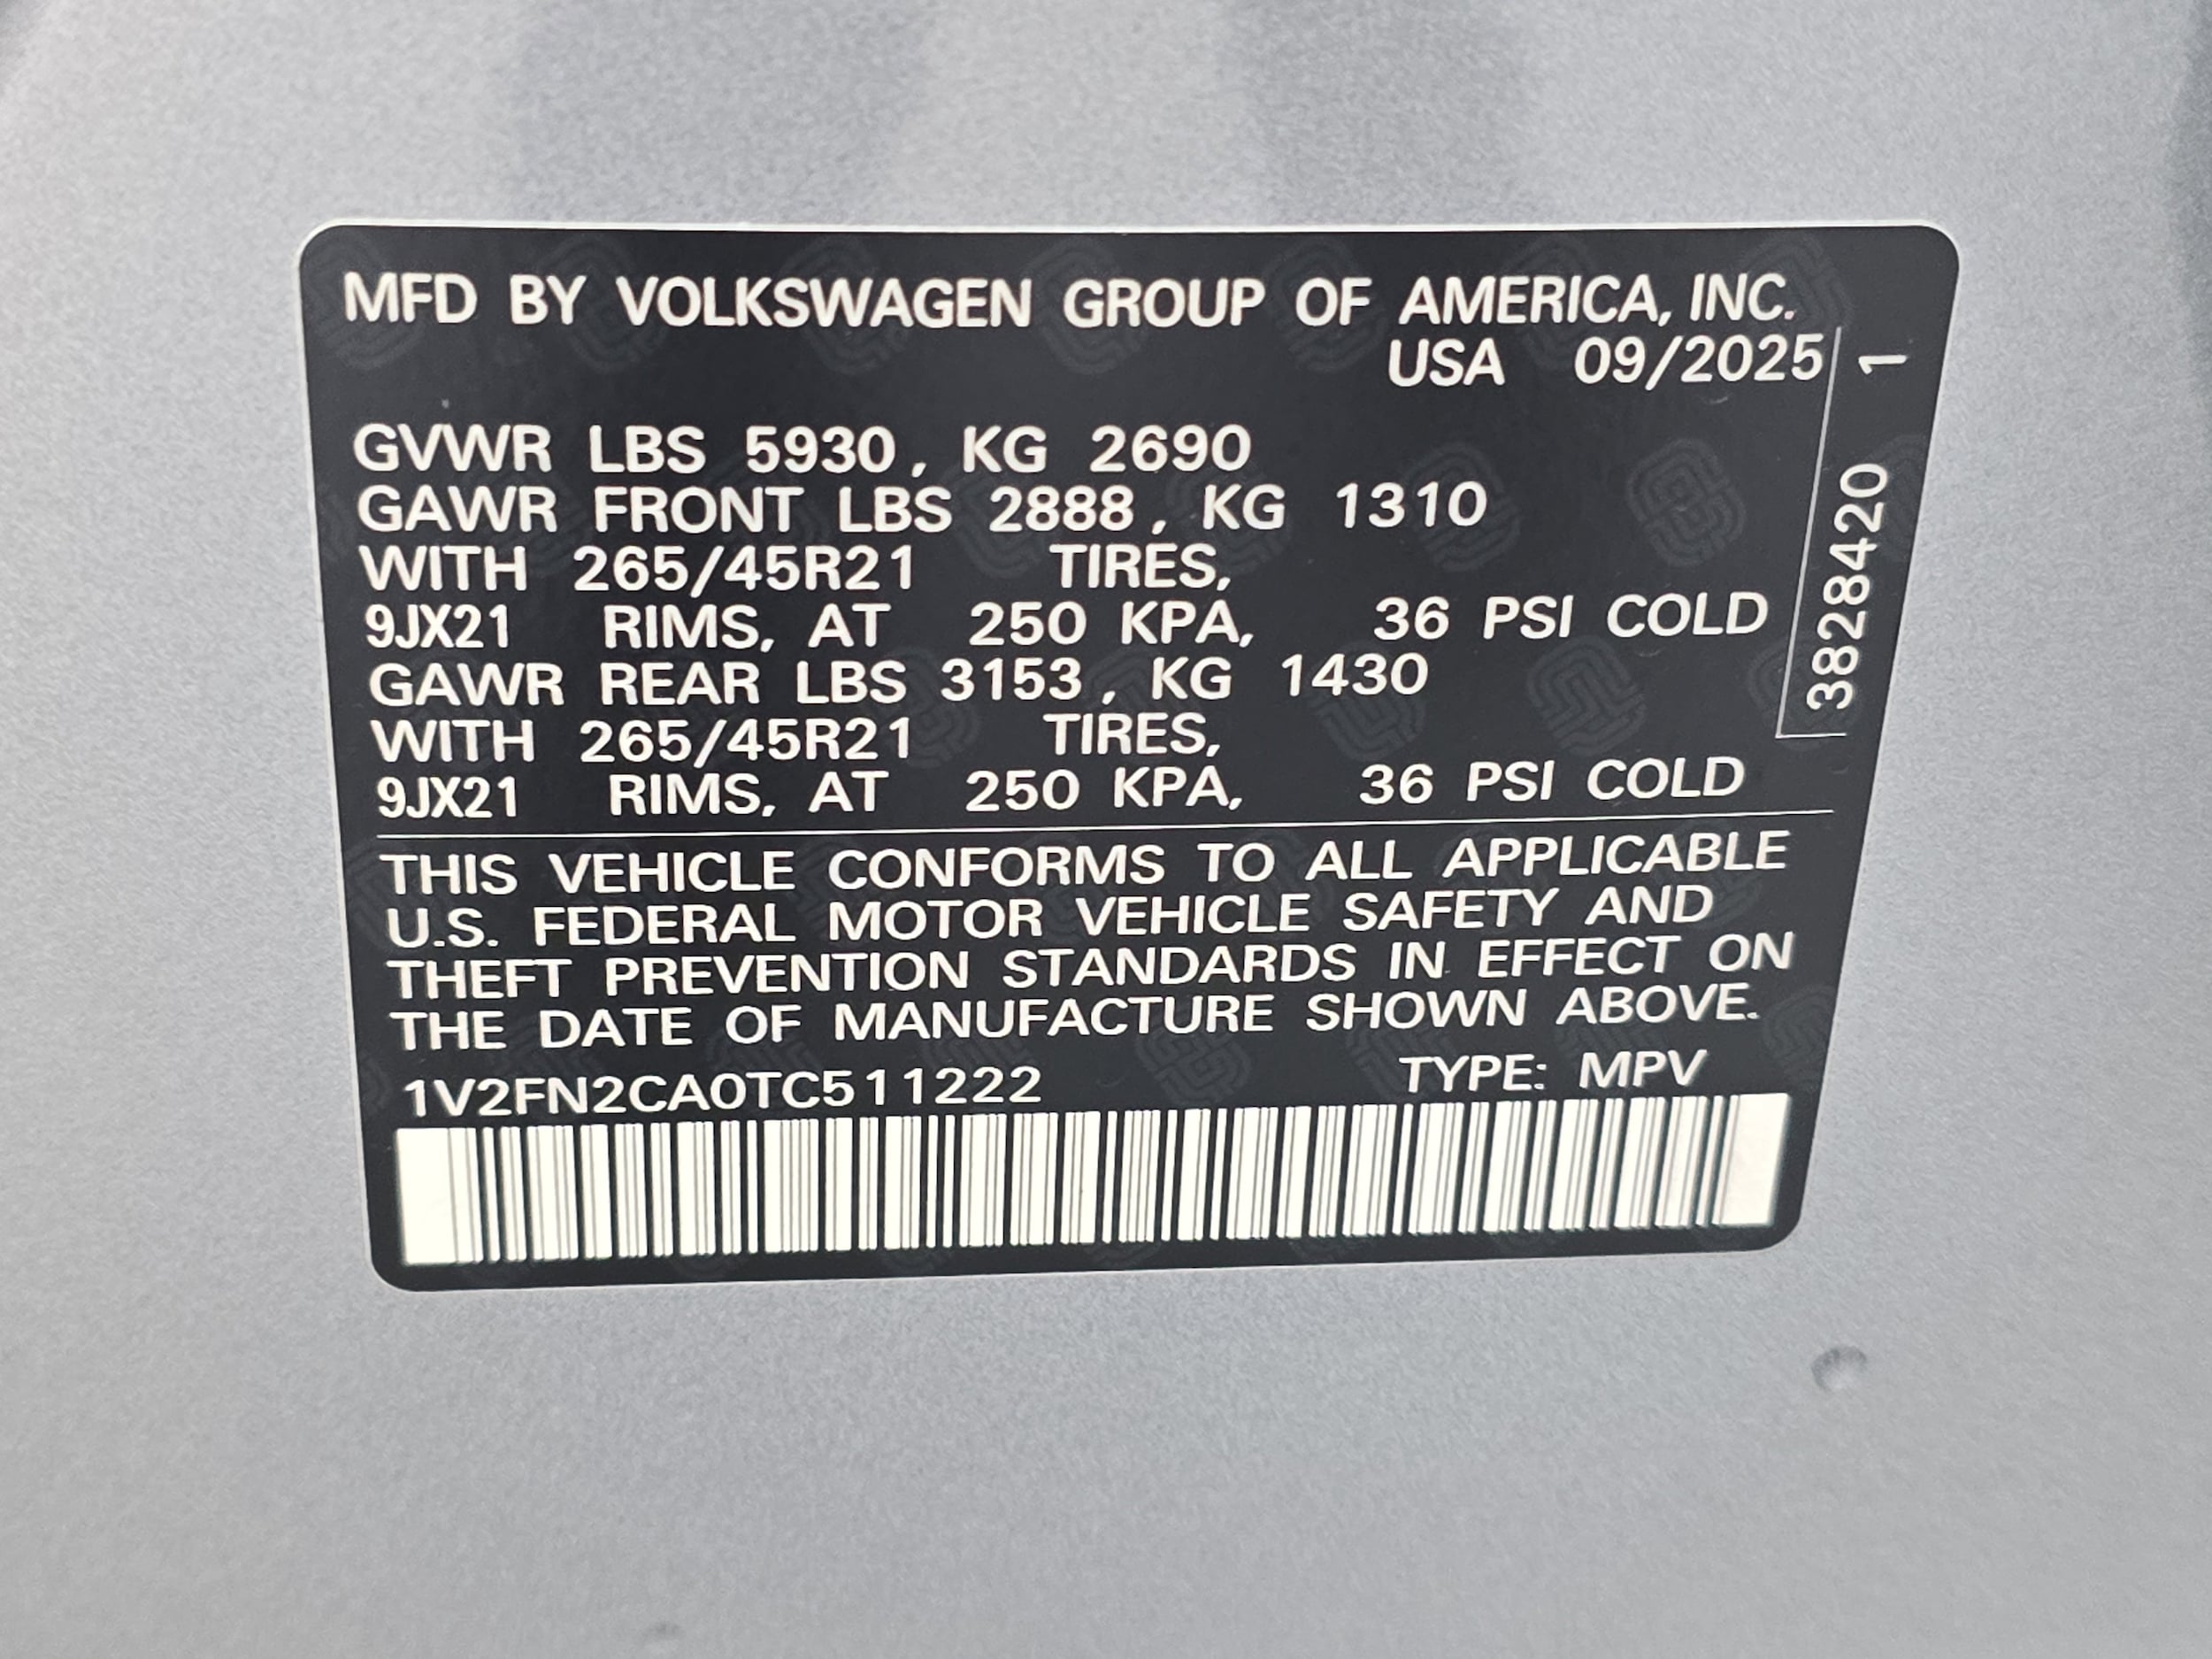 MFD BY VOLKSWAGEN GROUP OF AMERICA, INC.
USA 09/2025
GVWR LBS 5930, KG 2690
GAWR FRONT LBS 2888, KG 1310
WITH 265/45R21 TIRES,
9JX21 RIMS, AT 250 KPA, 36 PSI COLD
GAWR REAR LBS 3153, KG 1430
WITH 265/45R21 TIRES,
9JX21 RIMS, AT 250 KPA, 36 PSI COLD
3828420 1
THIS VEHICLE CONFORMS TO ALL APPLICABLE
U.S. FEDERAL MOTOR VEHICLE SAFETY AND
THEFT PREVENTION STANDARDS IN EFFECT ON
THE DATE OF MANUFACTURE SHOWN ABOVE.
1V2FN2CA0TC511222 TYPE: MPV